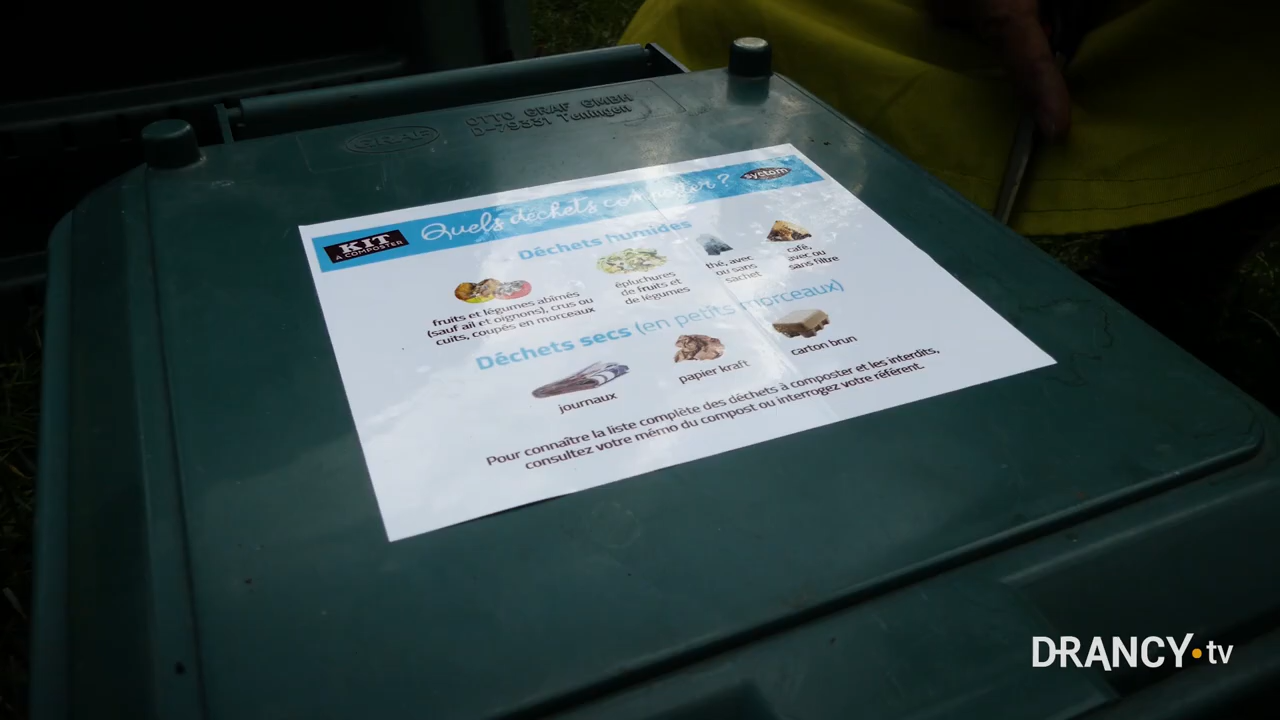 GRAF
OTTO GRAF GMBH
D-79331 Teningen
KIT
A COMPOSTER
Quels déchets composter ?
syctom
Déchets humides
fruits et légumes abîmés
(sauf ail et oignons), crus ou
cuits, coupés en morceaux
épluchures
de fruits et
de légumes
thé, avec
ou sans
sachet
café,
avec ou
sans filtre
Déchets secs (en petits morceaux)
journaux
papier kraft
carton brun
Pour connaître la liste complète des déchets à composter et les interdits,
consultez votre mémo du compost ou interrogez votre référent.
DRANCY•tv